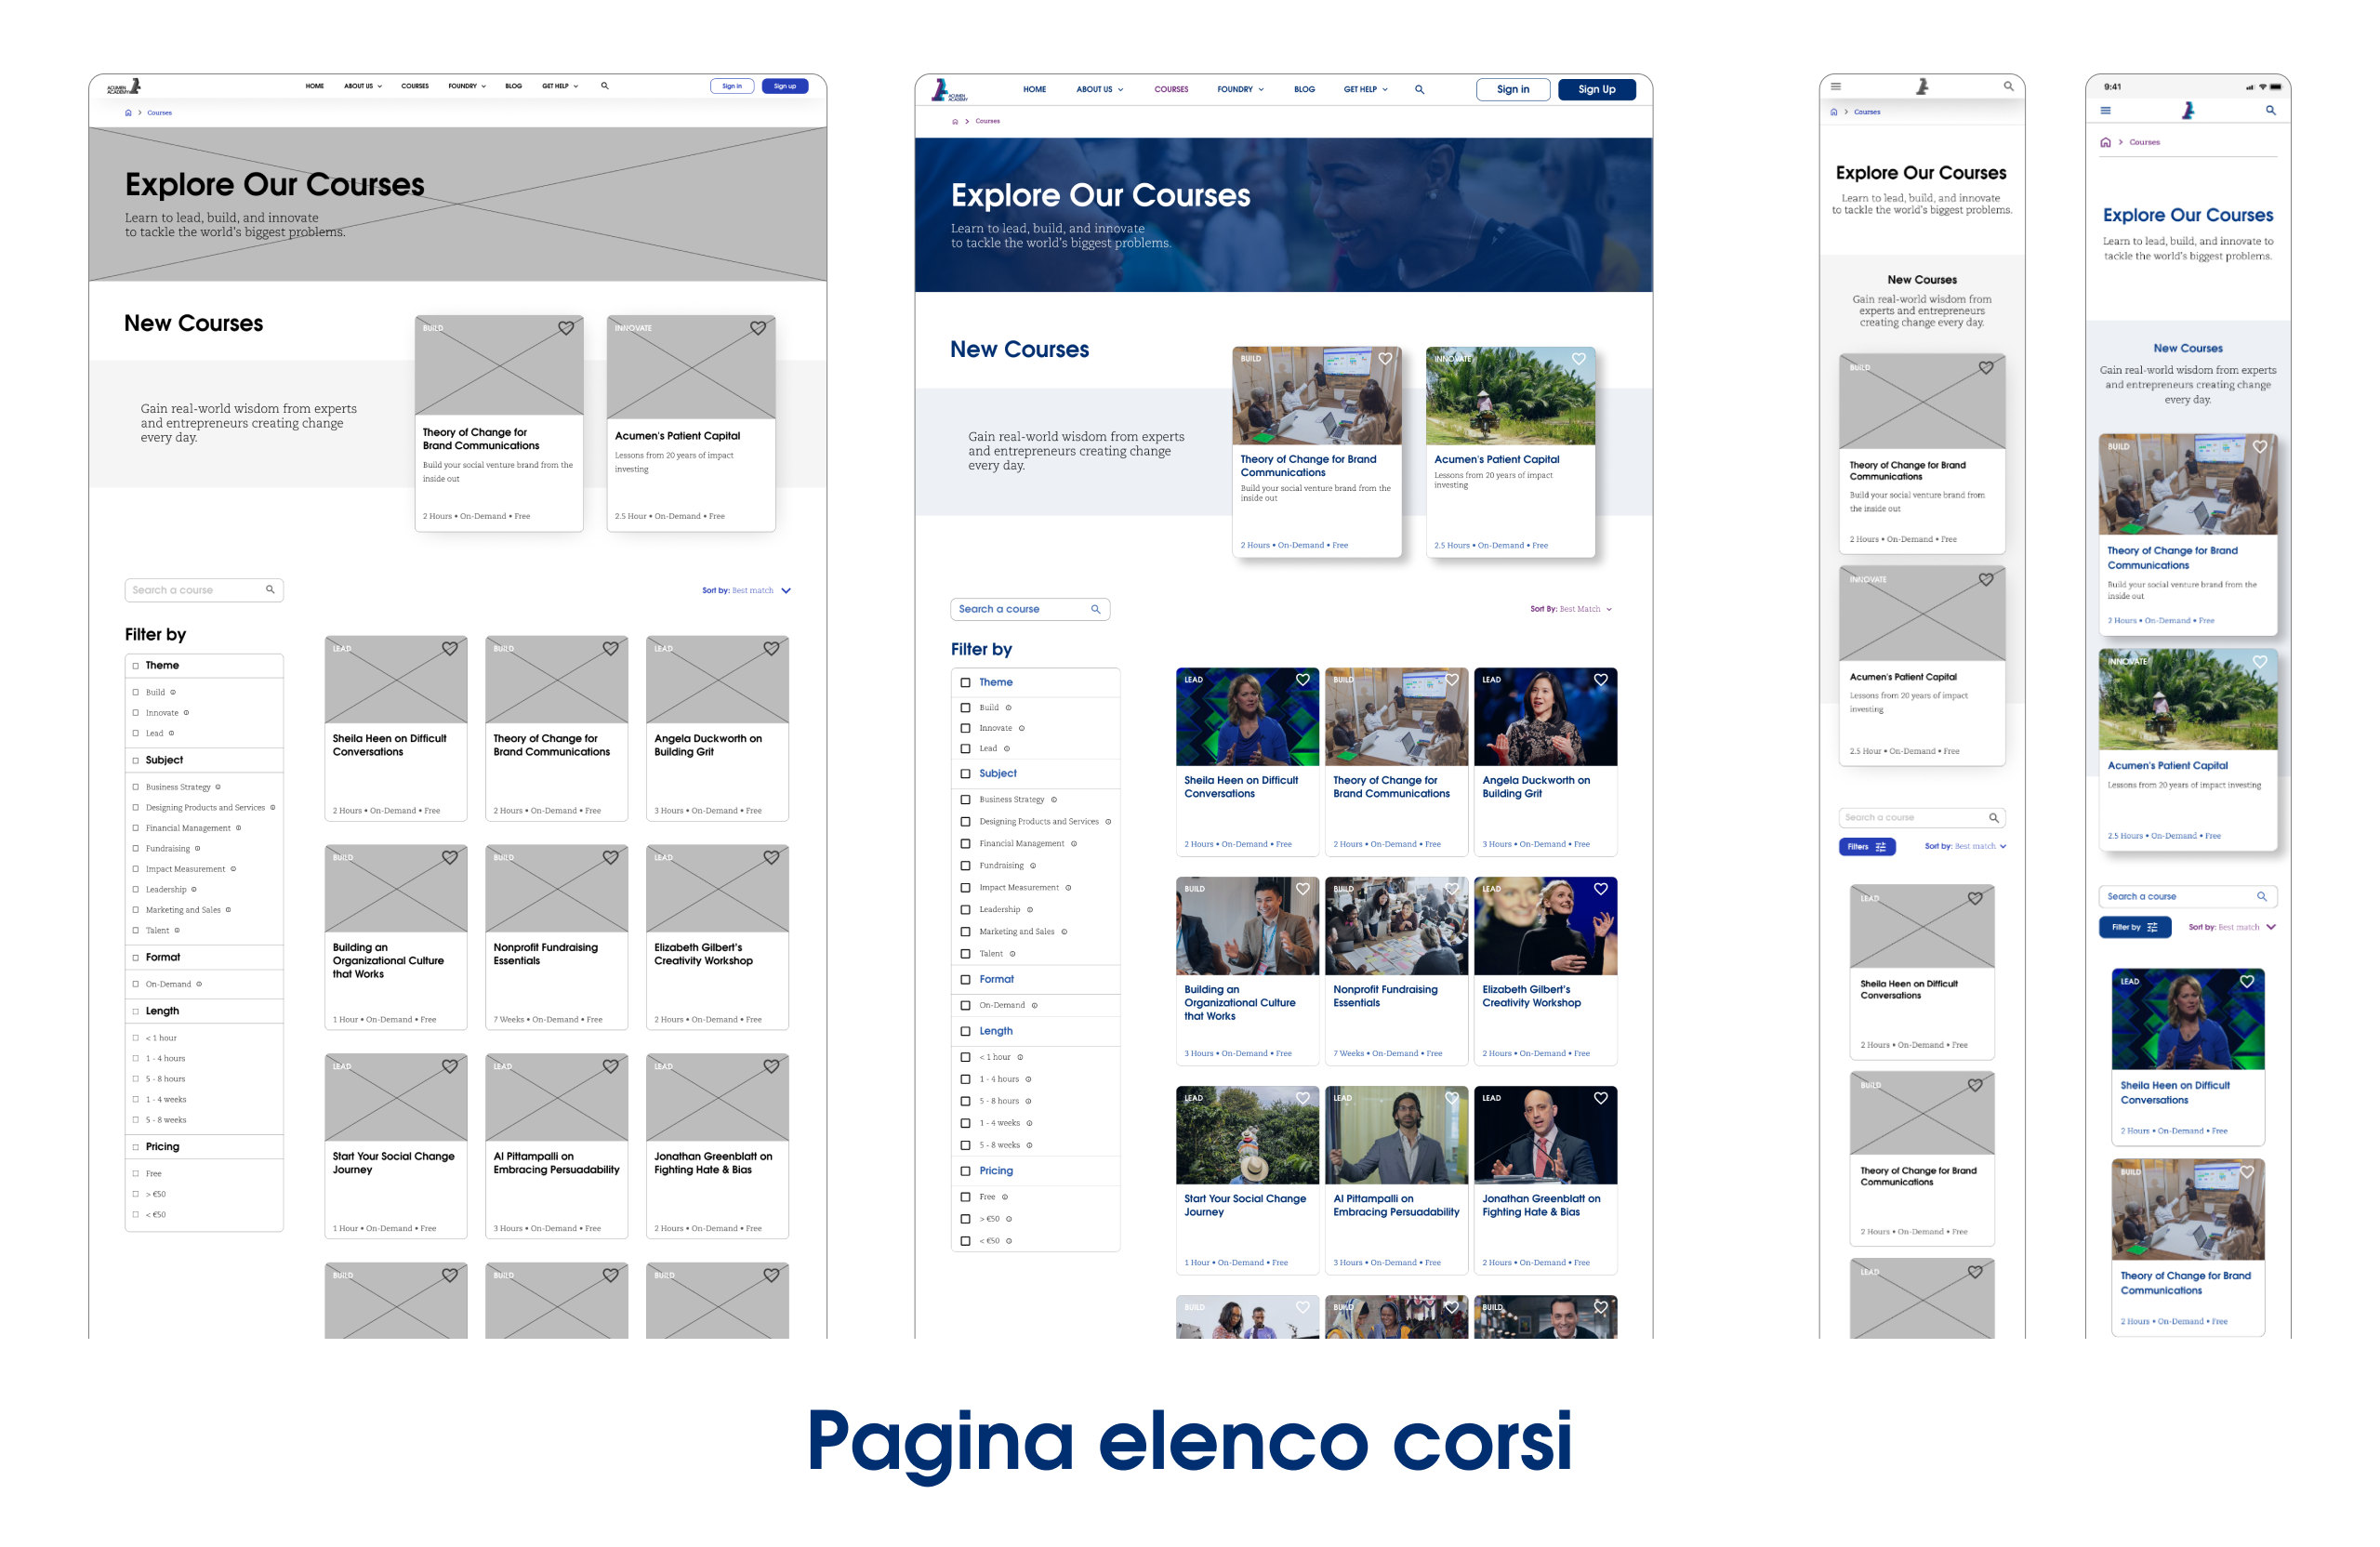 ACUMEN
ACADEMY
HOME ABOUT US COURSES FOUNDRY BLOG GET HELP Sign in Sign up
> Courses
Explore Our Courses
Learn to lead, build, and innovate
to tackle the world's biggest problems.
New Courses
Gain real-world wisdom from experts
and entrepreneurs creating change
every day.
BUILD
Theory of Change for
Brand Communications
Build your social venture brand from the
inside out
2 Hours • On-Demand • Free
INNOVATE
Acumen's Patient Capital
Lessons from 20 years of impact
investing
2.5 Hour • On-Demand • Free
Search a course
Sort by: Best match
Filter by
Theme
Build
Innovate
Lead
Subject
Business Strategy
Designing Products and Services
Financial Management
Fundraising
Impact Measurement
Leadership
Marketing and Sales
Talent
Format
On-Demand
Length
< 1 hour
1 - 4 hours
5 - 8 hours
1 - 4 weeks
5 - 8 weeks
Pricing
Free
> €50
< €50
LEAD
Sheila Heen on Difficult
Conversations
2 Hours • On-Demand • Free
BUILD
Theory of Change for
Brand Communications
2 Hours • On-Demand • Free
LEAD
Angela Duckworth on
Building Grit
3 Hours • On-Demand • Free
BUILD
Building an
Organizational Culture
that Works
1 Hour • On-Demand • Free
BUILD
Nonprofit Fundraising
Essentials
7 Weeks • On-Demand • Free
LEAD
Elizabeth Gilbert's
Creativity Workshop
2 Hours • On-Demand • Free
LEAD
Start Your Social Change
Journey
1 Hour • On-Demand • Free
LEAD
Al Pittampalli on
Embracing Persuadability
3 Hours • On-Demand • Free
LEAD
Jonathan Greenblatt on
Fighting Hate & Bias
2 Hours • On-Demand • Free
BUILD
BUILD
BUILD
ACUMEN
ACADEMY
HOME ABOUT US COURSES FOUNDRY BLOG GET HELP Sign in Sign Up
> Courses
Explore Our Courses
Learn to lead, build, and innovate
to tackle the world's biggest problems.
New Courses
Gain real-world wisdom from experts
and entrepreneurs creating change
every day.
BUILD
Theory of Change for Brand
Communications
Build your social venture brand from the
inside out
2 Hours • On-Demand • Free
INNOVATE
Acumen's Patient Capital
Lessons from 20 years of impact
investing
2.5 Hours • On-Demand • Free
Search a course
Sort By: Best Match
Filter by
Theme
Build
Innovate
Lead
Subject
Business Strategy
Designing Products and Services
Financial Management
Fundraising
Impact Measurement
Leadership
Marketing and Sales
Talent
Format
On-Demand
Length
< 1 hour
1 - 4 hours
5 - 8 hours
1 - 4 weeks
5 - 8 weeks
Pricing
Free
> €50
< €50
LEAD
Sheila Heen on Difficult
Conversations
2 Hours • On-Demand • Free
BUILD
Theory of Change for
Brand Communications
2 Hours • On-Demand • Free
LEAD
Angela Duckworth on
Building Grit
3 Hours • On-Demand • Free
BUILD
Building an
Organizational Culture
that Works
3 Hours • On-Demand • Free
BUILD
Nonprofit Fundraising
Essentials
7 Weeks • On-Demand • Free
LEAD
Elizabeth Gilbert's
Creativity Workshop
2 Hours • On-Demand • Free
LEAD
Start Your Social Change
Journey
1 Hour • On-Demand • Free
LEAD
Al Pittampalli on
Embracing Persuadability
3 Hours • On-Demand • Free
LEAD
Jonathan Greenblatt on
Fighting Hate & Bias
2 Hours • On-Demand • Free
BUILD
BUILD
BUILD
> Courses
Explore Our Courses
Learn to lead, build, and innovate
to tackle the world's biggest problems.
New Courses
Gain real-world wisdom from
experts and entrepreneurs
creating change every day.
BUILD
Theory of Change for Brand
Communications
Build your social venture brand from
the inside out
2 Hours • On-Demand • Free
INNOVATE
Acumen's Patient Capital
Lessons from 20 years of impact
investing
2.5 Hour • On-Demand • Free
Search a course
Filters
Sort by: Best match
LEAD
Sheila Heen on Difficult
Conversations
2 Hours • On-Demand • Free
BUILD
Theory of Change for Brand
Communications
2 Hours • On-Demand • Free
LEAD
9:41
> Courses
Explore Our Courses
Learn to lead, build, and innovate to
tackle the world's biggest problems.
New Courses
Gain real-world wisdom from experts
and entrepreneurs creating change
every day.
BUILD
Theory of Change for Brand
Communications
Build your social venture brand from the
inside out
2 Hours • On-Demand • Free
INNOVATE
Acumen's Patient Capital
Lessons from 20 years of impact investing
2.5 Hours • On-Demand • Free
Search a course
Filter by
Sort by: Best match
LEAD
Sheila Heen on Difficult
Conversations
2 Hours • On-Demand • Free
BUILD
Theory of Change for Brand
Communications
2 Hours • On-Demand • Free
Pagina elenco corsi